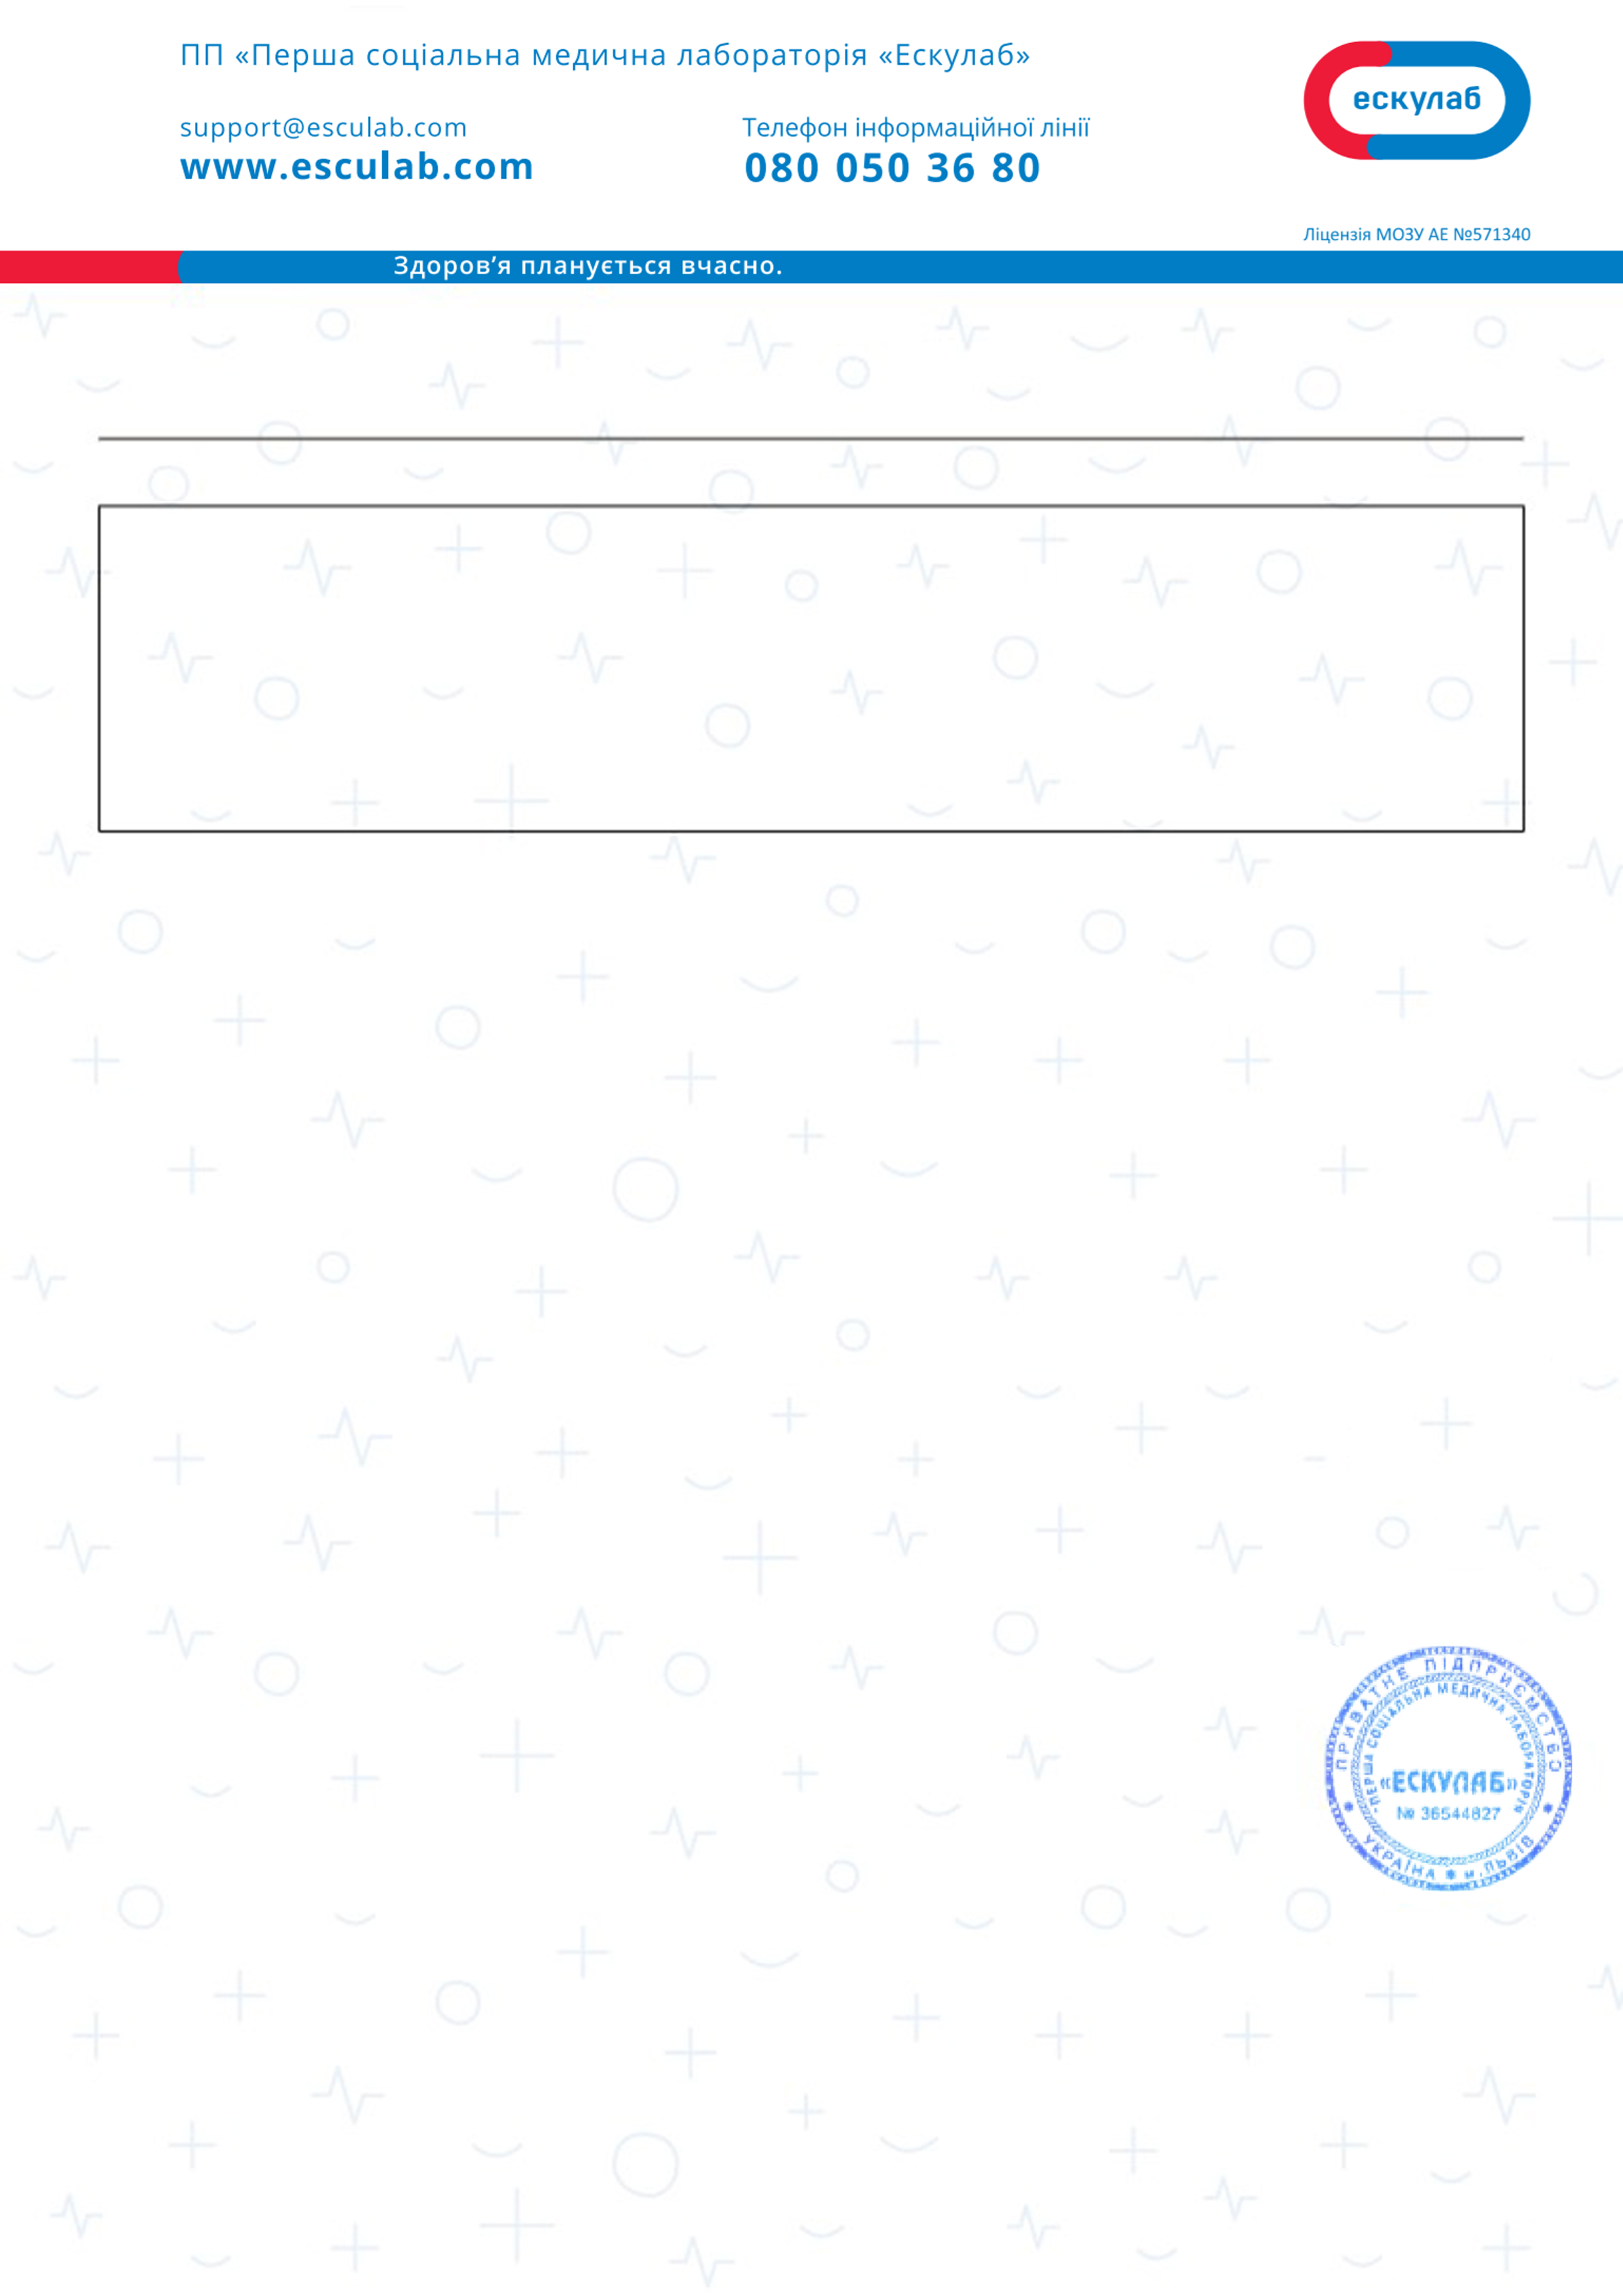 ПП «Перша соціальна медична лабораторія «Ескулаб»
ескулаб
support@esculab.com
Телефон інформаційної лінії
www.esculab.com
080 050 36 80
Ліцензія МОЗУ АЕ №571340
Здоров’я планується вчасно.
ПРИВАТНЕ ПІДПРИЄМСТВО
ПЕРША СОЦІАЛЬНА МЕДИЧНА ЛАБОРАТОРІЯ
«ЕСКУЛАБ»
№ 36544827
УКРАЇНА * м.ЛЬВІВ